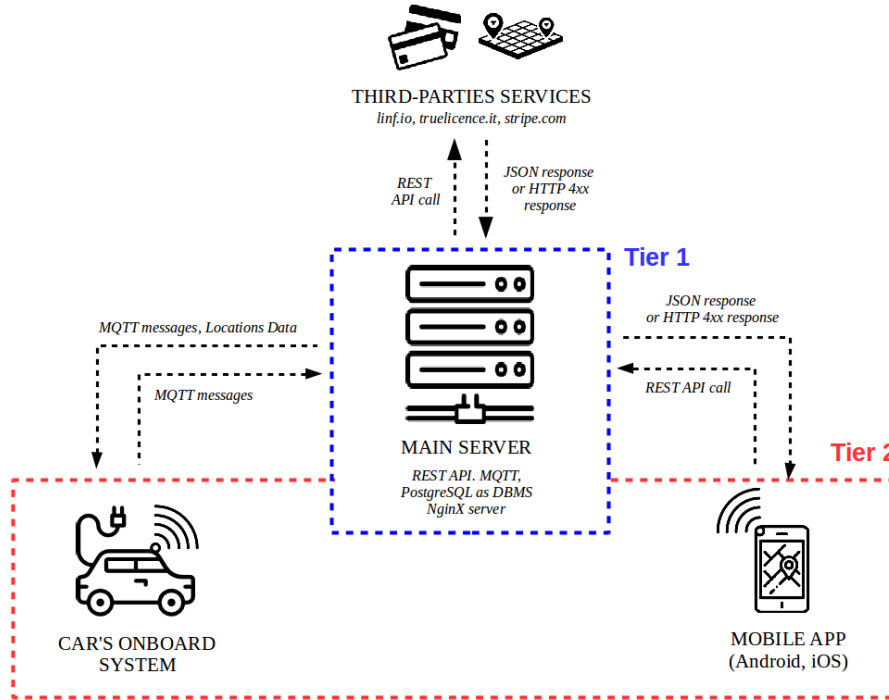 THIRD-PARTIES SERVICES
linf.io, truelicence.it, stripe.com
REST
API call
JSON response
or HTTP 4xx
response
Tier 1
MQTT messages, Locations Data
MQTT messages
JSON response
or HTTP 4xx response
REST API call
MAIN SERVER
REST API. MQTT,
PostgreSQL as DBMS
NginX server
Tier 2
CAR'S ONBOARD
SYSTEM
MOBILE APP
(Android, iOS)